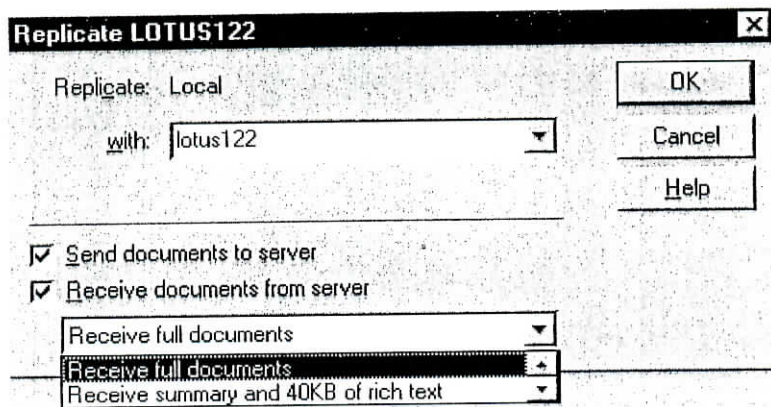 Replicate LOTUS122
Replicate: Local
with: lotus122
OK
Cancel
Help
Send documents to server
Receive documents from server
Receive full documents
Receive full documents
Receive summary and 40KB of rich text